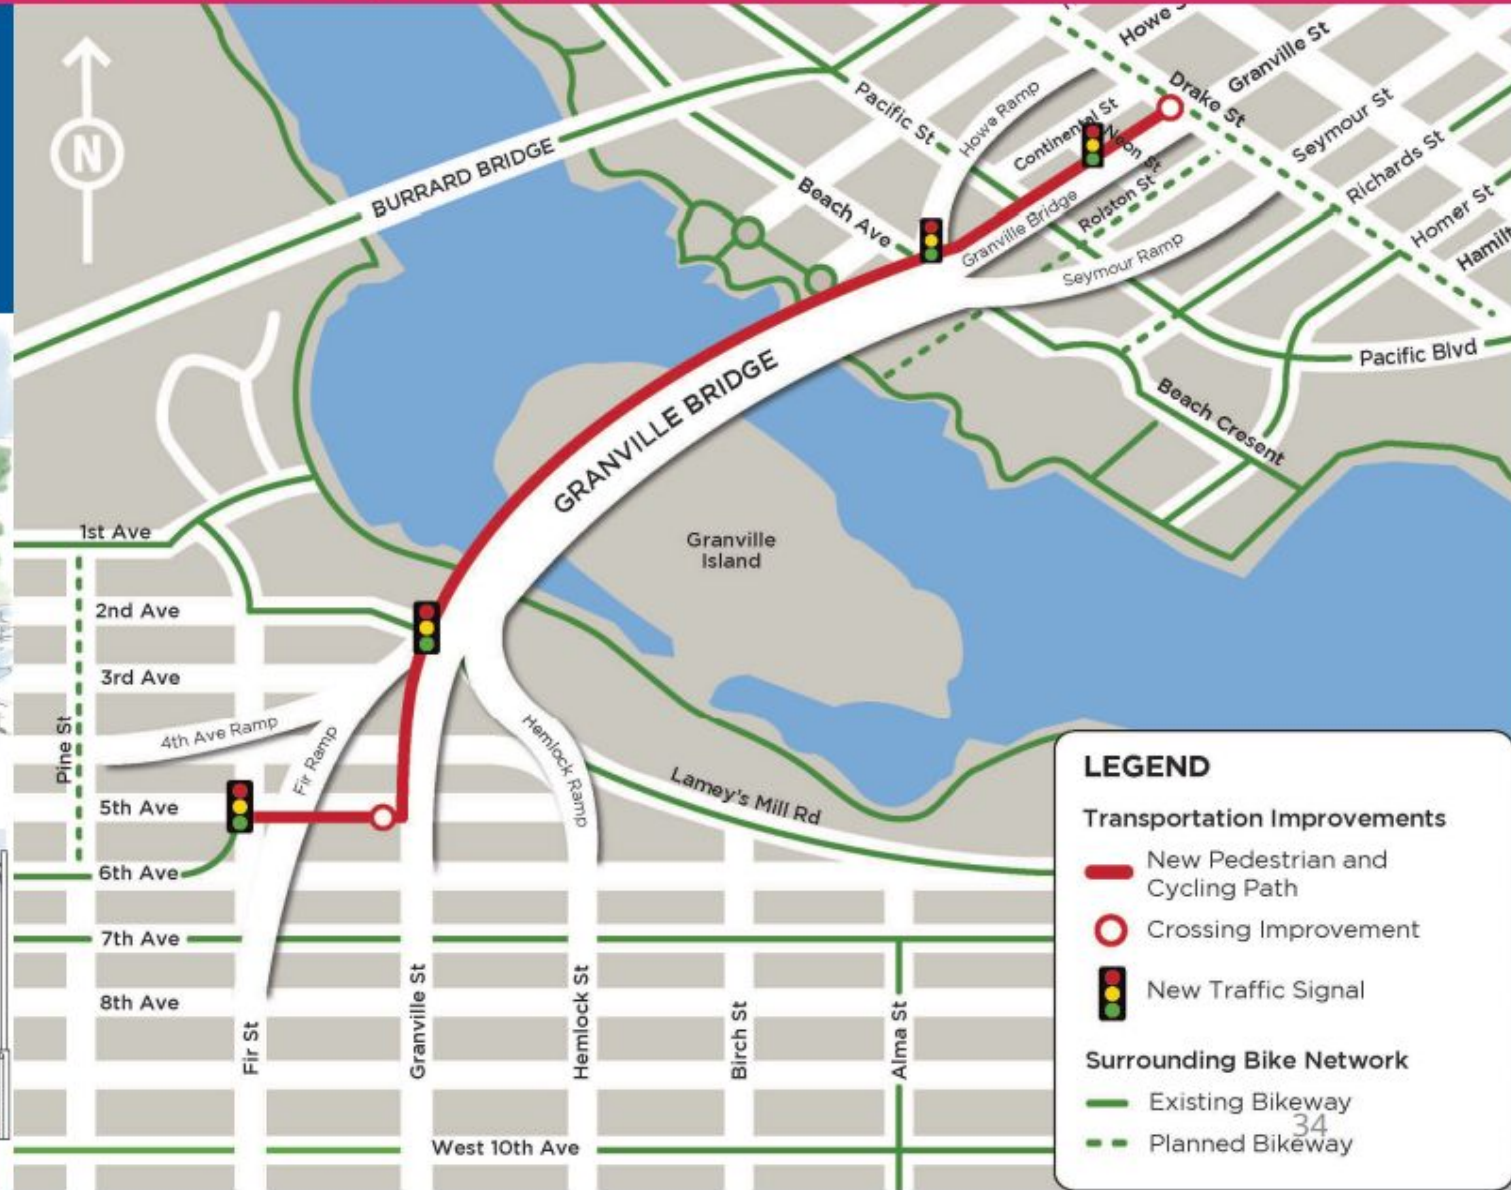 N
BURRARD BRIDGE
Howe S
Granville St
Drake St
Pacific St
Howe Ramp
Continental St
Neon St
Seymour St
Richards St
Beach Ave
Granville Bridge
Rolston St
Seymour Ramp
Homer St
Hamilt
Pacific Blvd
Beach Cresent
GRANVILLE BRIDGE
Granville
Island
1st Ave
2nd Ave
3rd Ave
4th Ave Ramp
Fir Ramp
Hemlock Ramp
Pine St
5th Ave
Lamey's Mill Rd
6th Ave
7th Ave
8th Ave
Fir St
Granville St
Hemlock St
Birch St
Alma St
West 10th Ave
LEGEND
Transportation Improvements
New Pedestrian and
Cycling Path
Crossing Improvement
New Traffic Signal
Surrounding Bike Network
Existing Bikeway
34
Planned Bikeway